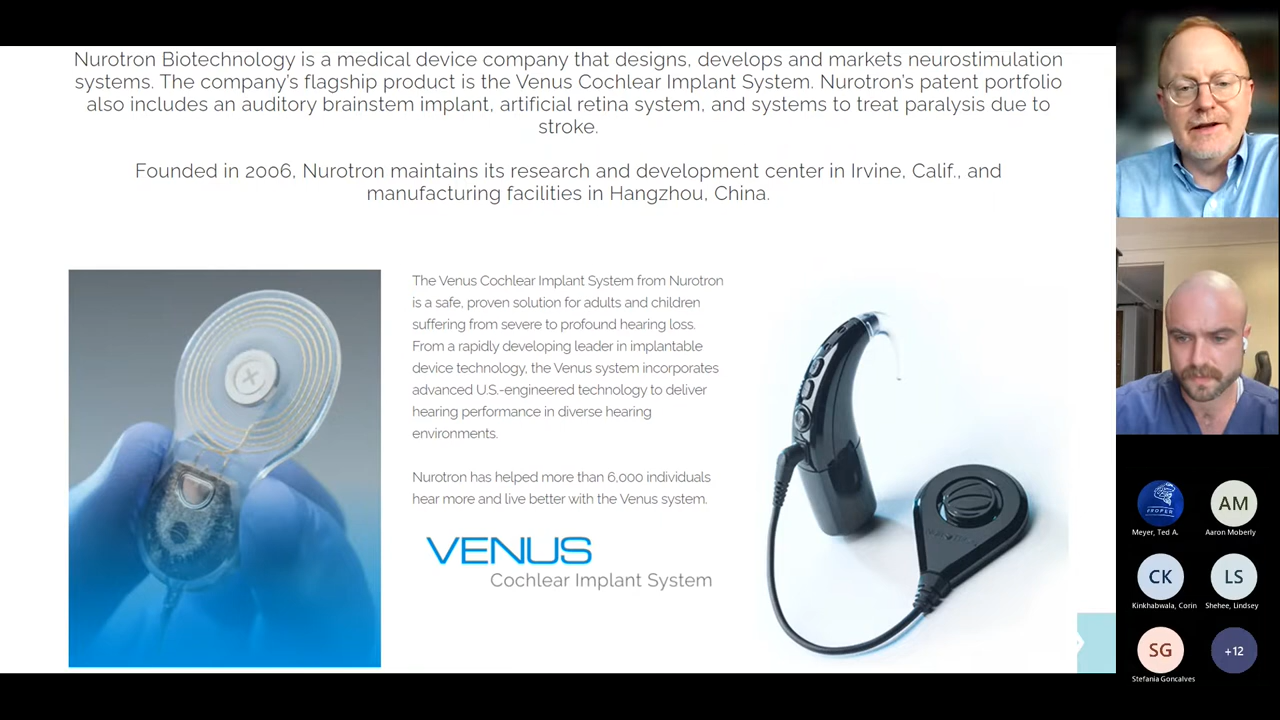 Nurotron Biotechnology is a medical device company that designs, develops and markets neurostimulation
systems. The company's flagship product is the Venus Cochlear Implant System. Nurotron's patent portfolio
also includes an auditory brainstem implant, artificial retina system, and systems to treat paralysis due to
stroke.
Founded in 2006, Nurotron maintains its research and development center in Irvine, Calif., and
manufacturing facilities in Hangzhou, China.
The Venus Cochlear Implant System from Nurotron
is a safe, proven solution for adults and children
suffering from severe to profound hearing loss.
From a rapidly developing leader in implantable
device technology, the Venus system incorporates
advanced U.S.-engineered technology to deliver
hearing performance in diverse hearing
environments.
Nurotron has helped more than 6,000 individuals
hear more and live better with the Venus system.
VENUS
Cochlear Implant System
PROPER
Meyer, Ted A.
AM
Aaron Moberly
CK
Kinkhabwala, Corin
LS
Shehee, Lindsey
SG
Stefania Goncalves
+12